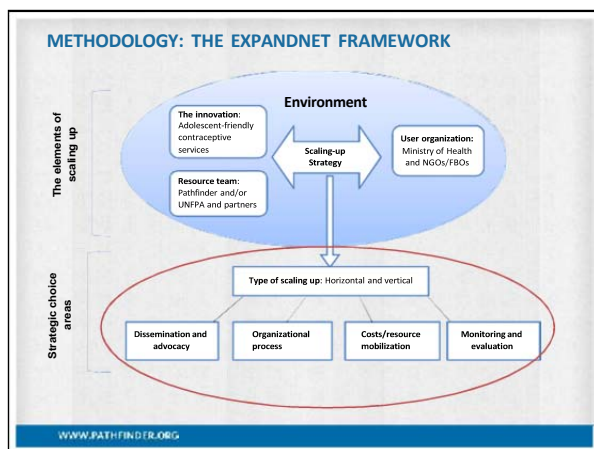 METHODOLOGY: THE EXPANDNET FRAMEWORK
The elements of
scaling up
Environment
The innovation:
Adolescent-friendly
contraceptive
services
Resource team:
Pathfinder and/or
UNFPA and partners
Scaling-up
Strategy
User organization:
Ministry of Health
and NGOs/FBOs
Strategic choice
areas
Type of scaling up: Horizontal and vertical
Dissemination and
advocacy
Organizational
process
Costs/resource
mobilization
Monitoring and
evaluation
WWW.PATHFINDER.ORG